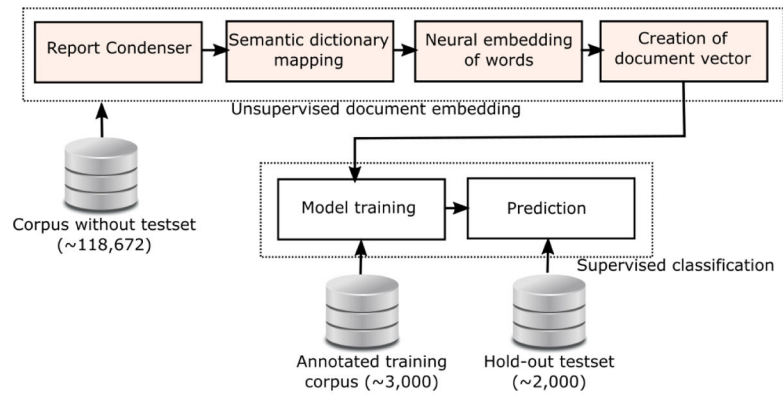 Report Condenser
Semantic dictionary
mapping
Neural embedding
of words
Creation of
document vector
Unsupervised document embedding
Corpus without testset
(~118,672)
Model training
Prediction
Supervised classification
Annotated training
corpus (~3,000)
Hold-out testset
(~2,000)